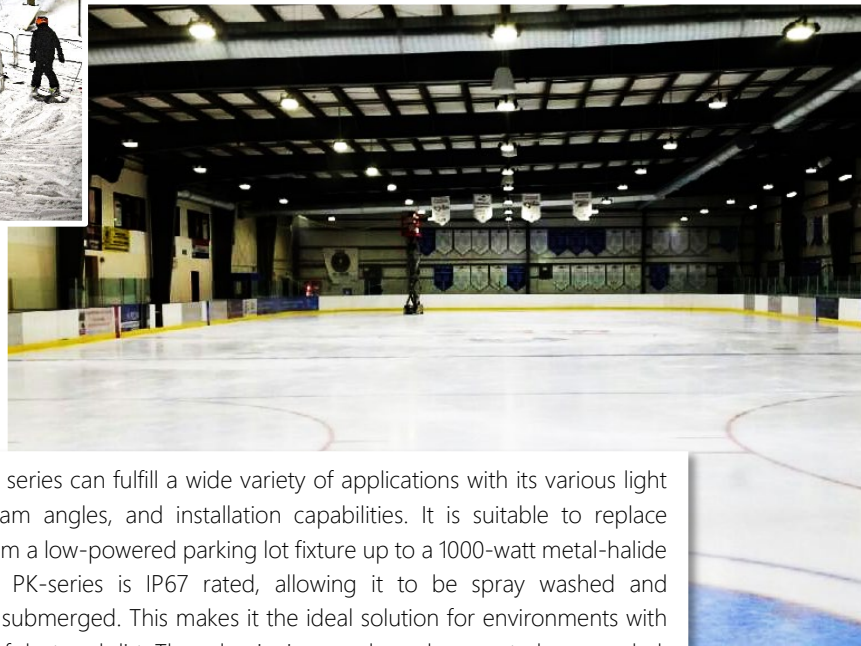 series can fulfill a wide variety of applications with its various light
am angles, and installation capabilities. It is suitable to replace
m a low-powered parking lot fixture up to a 1000-watt metal-halide
PK-series is IP67 rated, allowing it to be spray washed and
submerged. This makes it the ideal solution for environments with